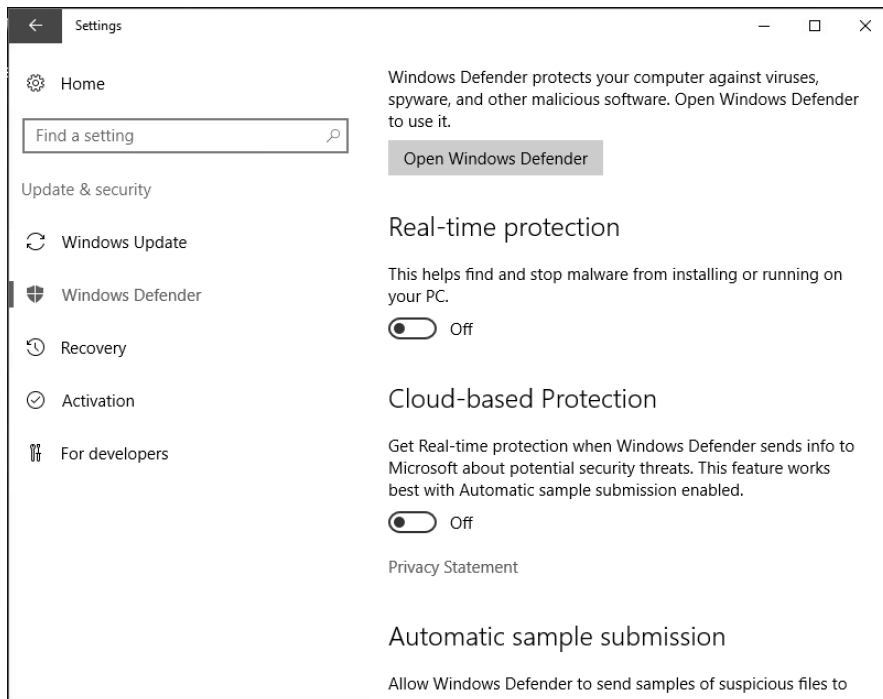 Settings
Home
Find a setting
Update & security
Windows Update
Windows Defender
Recovery
Activation
For developers
Windows Defender protects your computer against viruses,
spyware, and other malicious software. Open Windows Defender
to use it.
Open Windows Defender
Real-time protection
This helps find and stop malware from installing or running on
your PC.
Off
Cloud-based Protection
Get Real-time protection when Windows Defender sends info to
Microsoft about potential security threats. This feature works
best with Automatic sample submission enabled.
Off
Privacy Statement
Automatic sample submission
Allow Windows Defender to send samples of suspicious files to